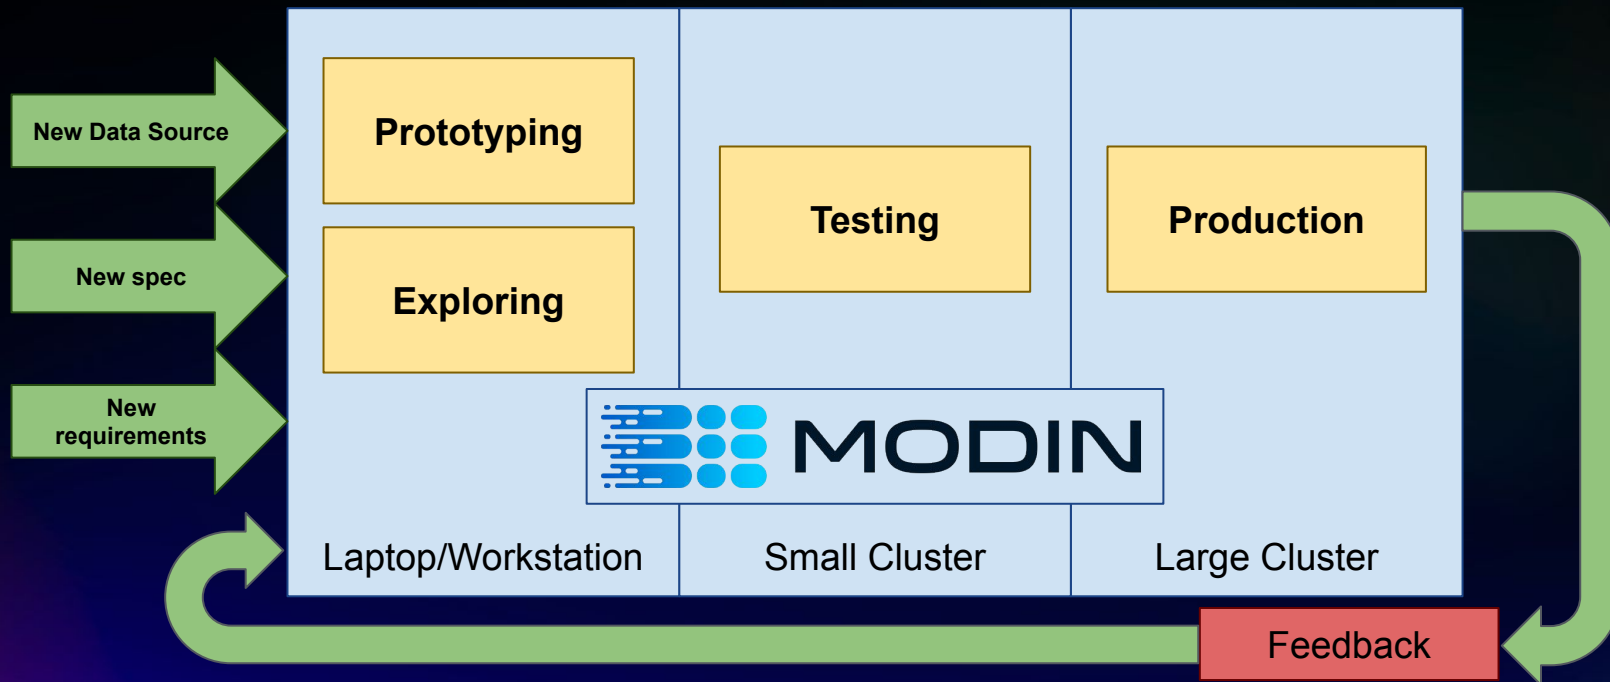 New Data Source
New spec
New
requirements
Prototyping
Exploring
Testing
Production
MODIN
Laptop/Workstation
Small Cluster
Large Cluster
Feedback